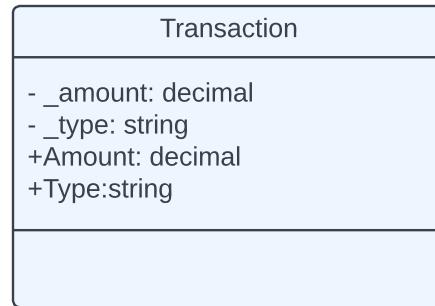 Transaction
- _amount: decimal
- _type: string
+Amount: decimal
+Type:string